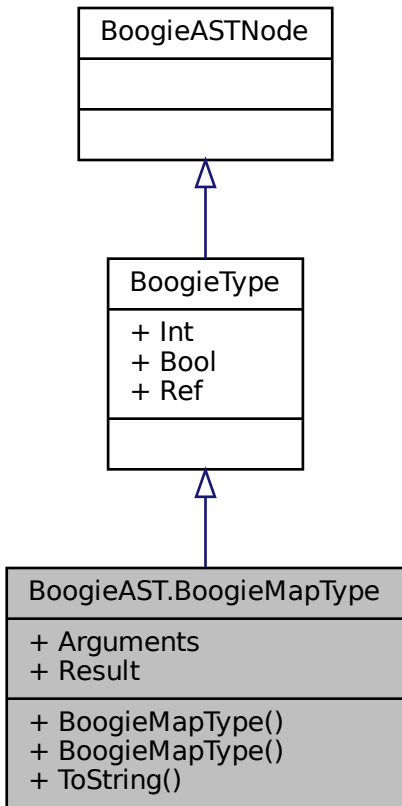 BoogieASTNode
BoogieType
+ Int
+ Bool
+ Ref
BoogieAST.BoogieMapType
+ Arguments
+ Result
+ BoogieMapType()
+ BoogieMapType()
+ ToString()